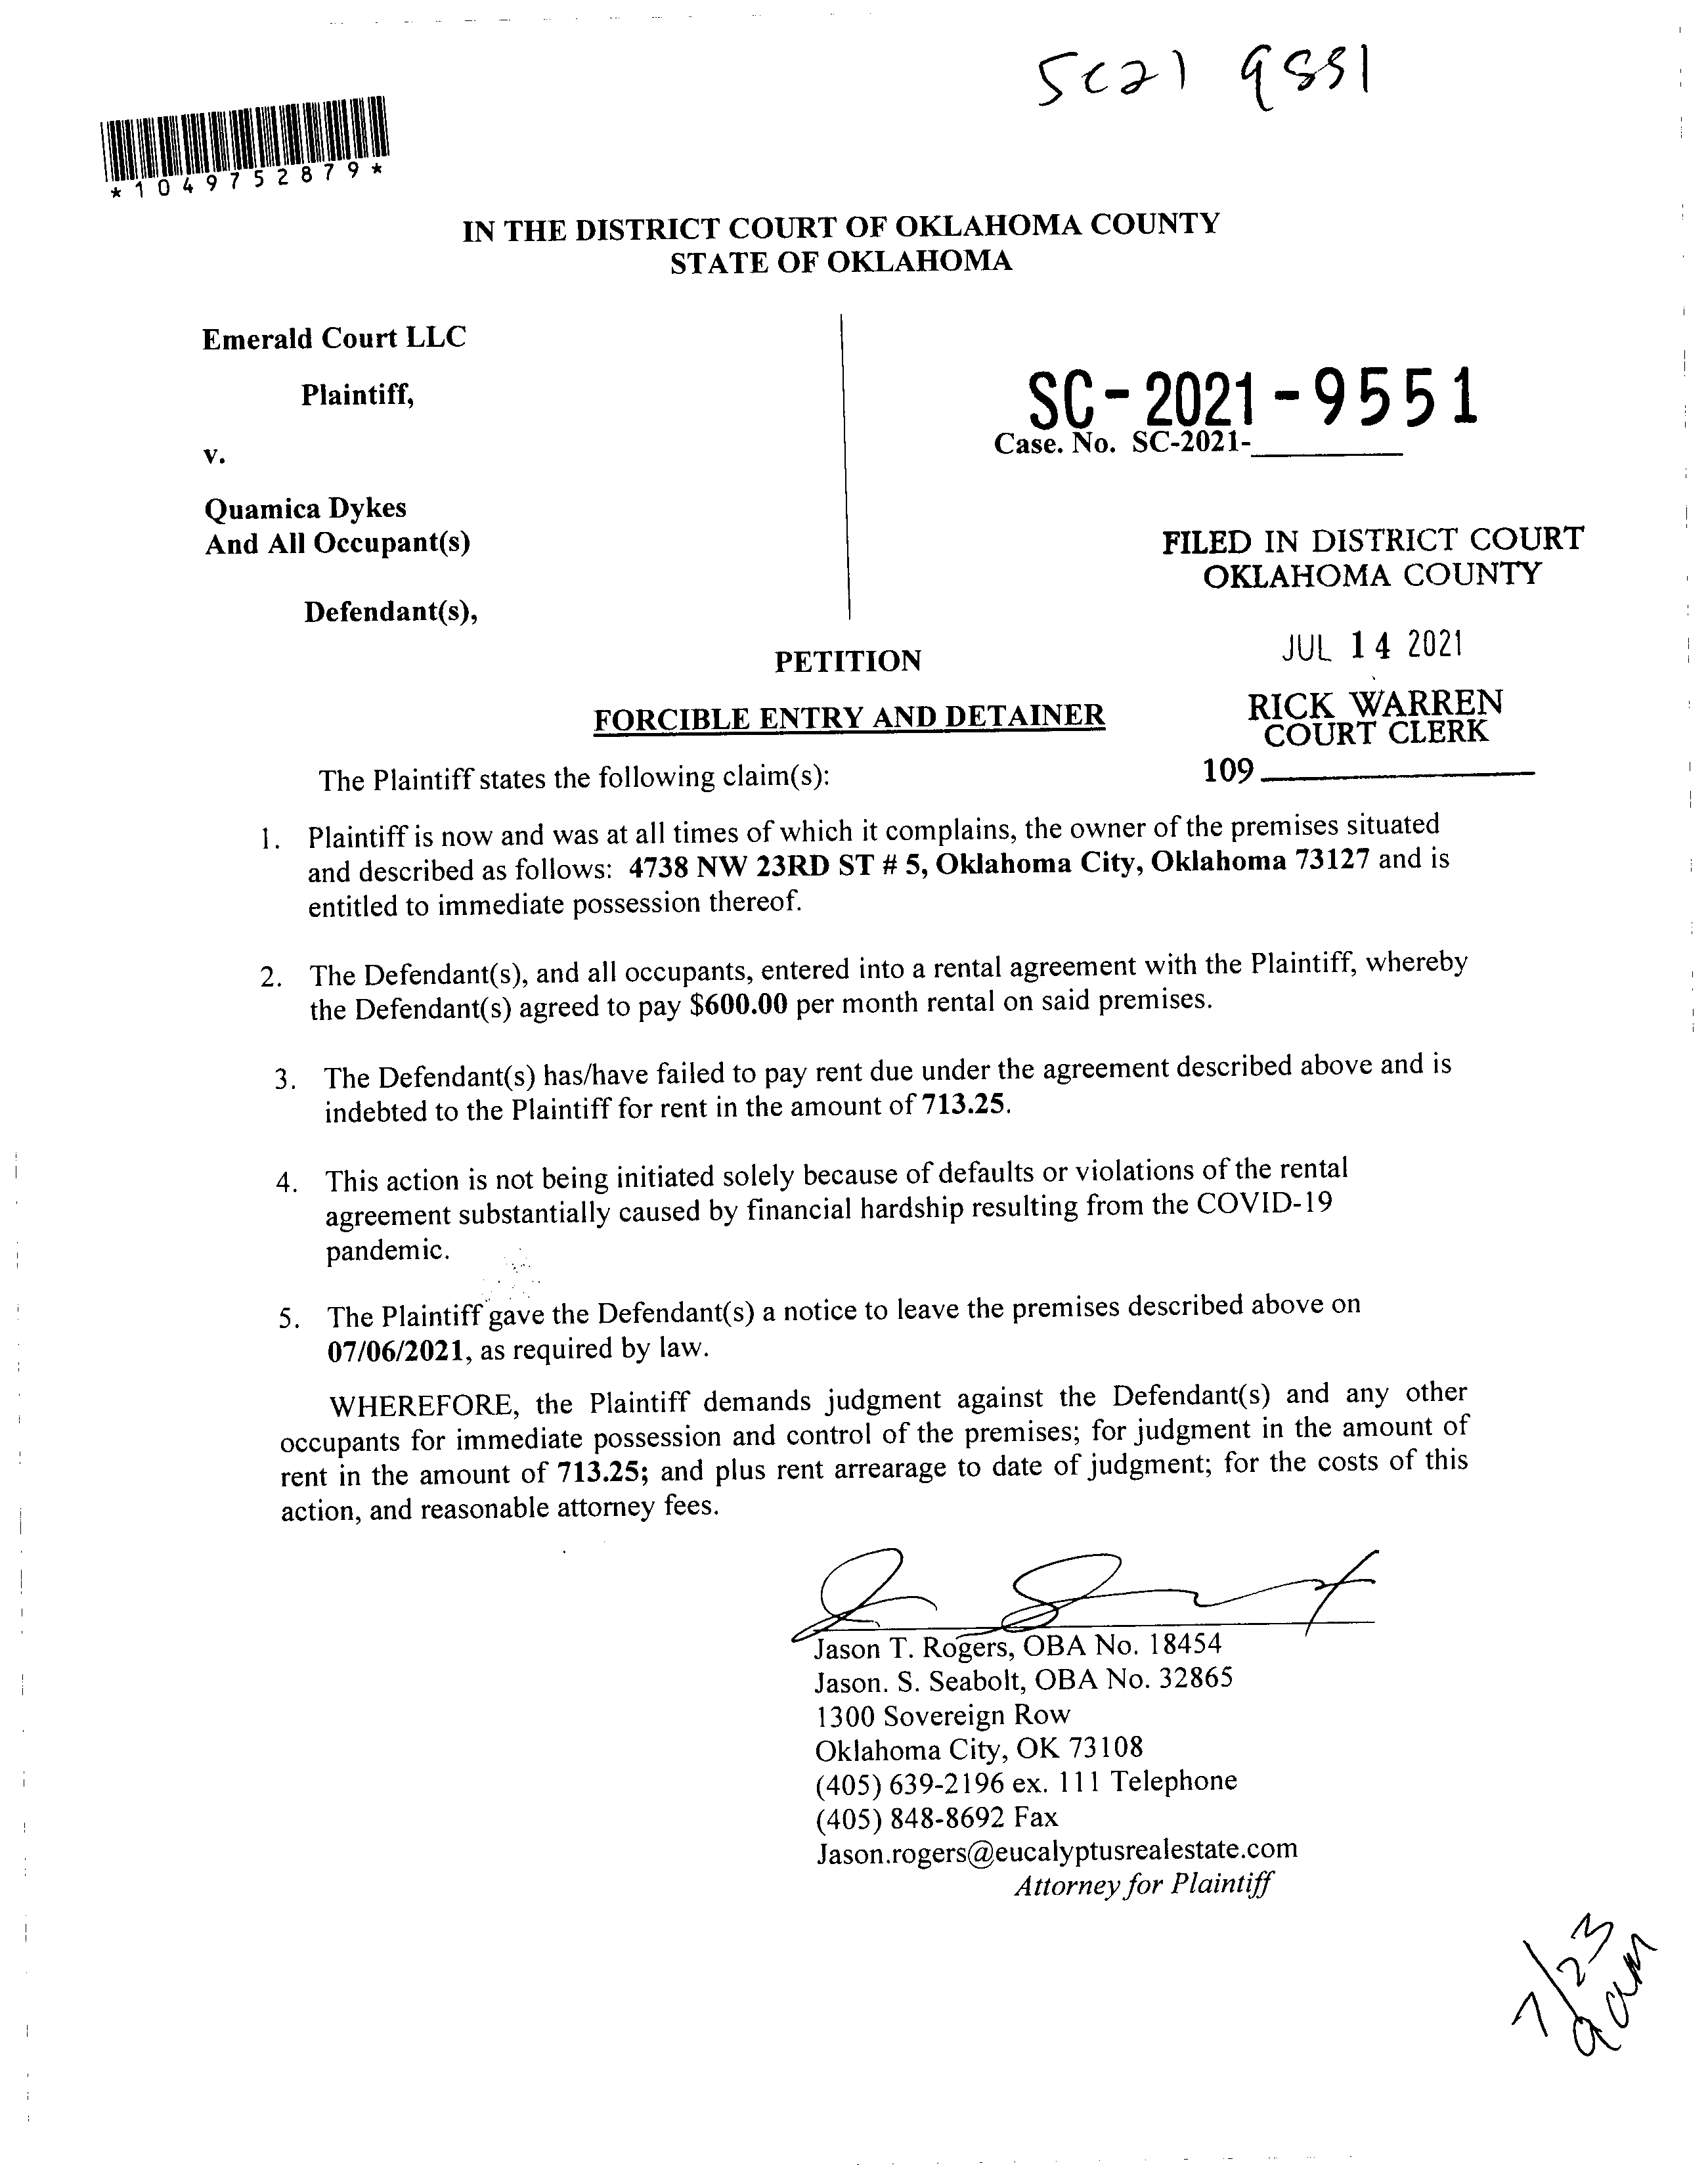 SC21 9551
*1049752879*
IN THE DISTRICT COURT OF OKLAHOMA COUNTY
STATE OF OKLAHOMA
Emerald Court LLC
Plaintiff,
v.
Quamica Dykes
And All Occupant(s)
Defendant(s),
SC-2021-9551
Case. No. SC-2021-________
FILED IN DISTRICT COURT
OKLAHOMA COUNTY
JUL 14 2021
RICK WARREN
COURT CLERK
109 ________
PETITION
FORCIBLE ENTRY AND DETAINER
The Plaintiff states the following claim(s):
1. Plaintiff is now and was at all times of which it complains, the owner of the premises situated
and described as follows: 4738 NW 23RD ST # 5, Oklahoma City, Oklahoma 73127 and is
entitled to immediate possession thereof.
2. The Defendant(s), and all occupants, entered into a rental agreement with the Plaintiff, whereby
the Defendant(s) agreed to pay $600.00 per month rental on said premises.
3. The Defendant(s) has/have failed to pay rent due under the agreement described above and is
indebted to the Plaintiff for rent in the amount of 713.25.
4. This action is not being initiated solely because of defaults or violations of the rental
agreement substantially caused by financial hardship resulting from the COVID-19
pandemic.
5. The Plaintiff gave the Defendant(s) a notice to leave the premises described above on
07/06/2021, as required by law.
WHEREFORE, the Plaintiff demands judgment against the Defendant(s) and any other
occupants for immediate possession and control of the premises; for judgment in the amount of
rent in the amount of 713.25; and plus rent arrearage to date of judgment; for the costs of this
action, and reasonable attorney fees.
Jason T. Rogers, OBA No. 18454
Jason. S. Seabolt, OBA No. 32865
1300 Sovereign Row
Oklahoma City, OK 73108
(405) 639-2196 ex. 111 Telephone
(405) 848-8692 Fax
Jason.rogers@eucalyptusrealestate.com
Attorney for Plaintiff
7/23
9am